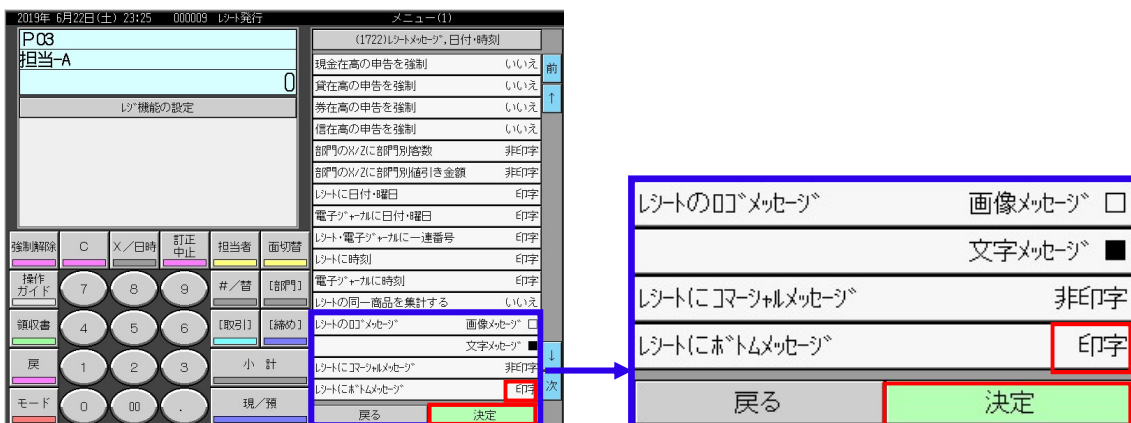 2019年 6月22日(土) 23:25 000009 レシート発行 メニュー(1)
P03
担当-A
0
レジ機能の設定
(1722)レシートメッセージ,日付・時刻
現金在高の申告を強制 いいえ
貸在高の申告を強制 いいえ
券在高の申告を強制 いいえ
信在高の申告を強制 いいえ
部門のX/Zに部門別客数 非印字
部門のX/Zに部門別値引き金額 非印字
レシートに日付・曜日 印字
電子ジャーナルに日付・曜日 印字
レシート・電子ジャーナルに一連番号 印字
レシートに時刻 印字
電子ジャーナルに時刻 印字
レシートの同一商品を集計する いいえ
レシートのロゴメッセージ 画像メッセージ □
文字メッセージ ■
レシートにコマーシャルメッセージ 非印字
レシートにボトムメッセージ 印字
戻る 決定
前
↑
↓
次
強制解除 C X/日時 訂正中止 担当者 面切替
操作ガイド 7 8 9 #/替 [部門]
領収書 4 5 6 [取引] [締め]
戻 1 2 3 小 計
モード 0 00 . 現/預
レシートのロゴメッセージ 画像メッセージ □
文字メッセージ ■
レシートにコマーシャルメッセージ 非印字
レシートにボトムメッセージ 印字
戻る 決定